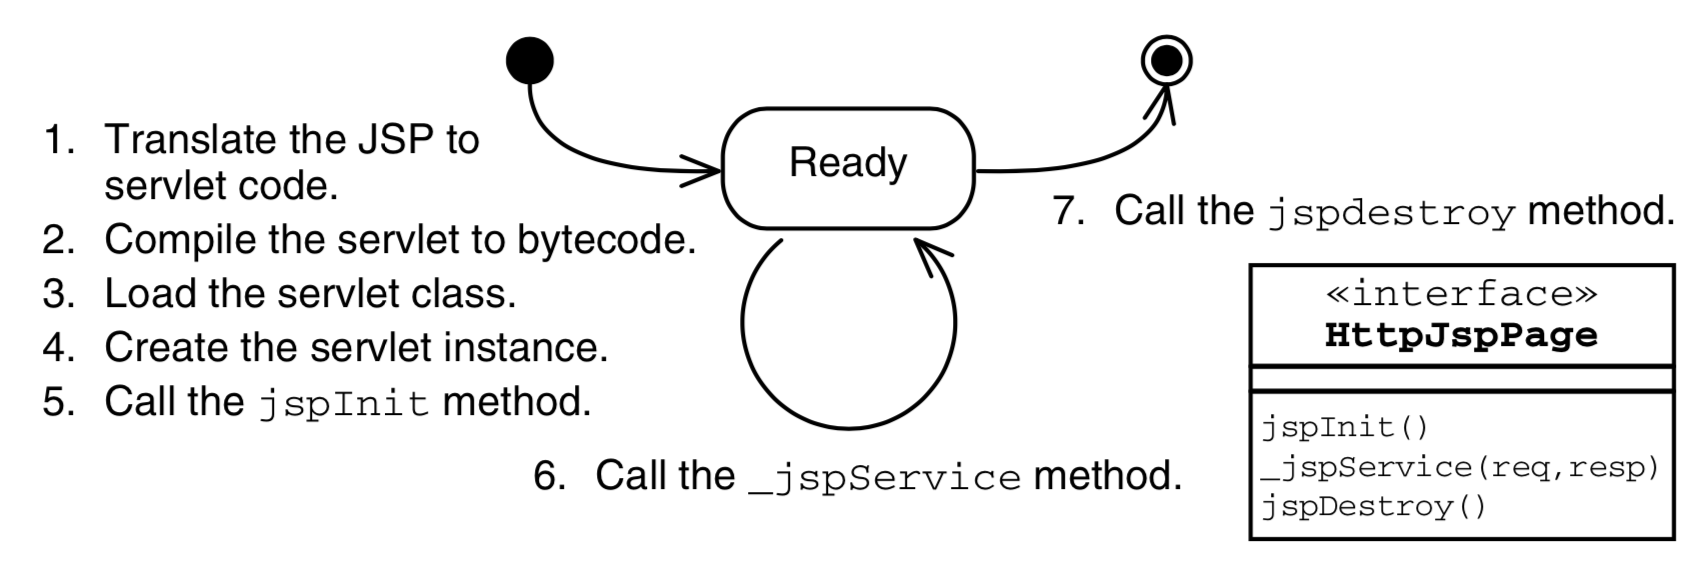 1. Translate the JSP to
servlet code.
2. Compile the servlet to bytecode.
3. Load the servlet class.
4. Create the servlet instance.
5. Call the jspInit method.
Ready
6. Call the _jspService method.
7. Call the jspdestroy method.
«interface»
HttpJspPage
jspInit()
_jspService(req,resp)
jspDestroy()